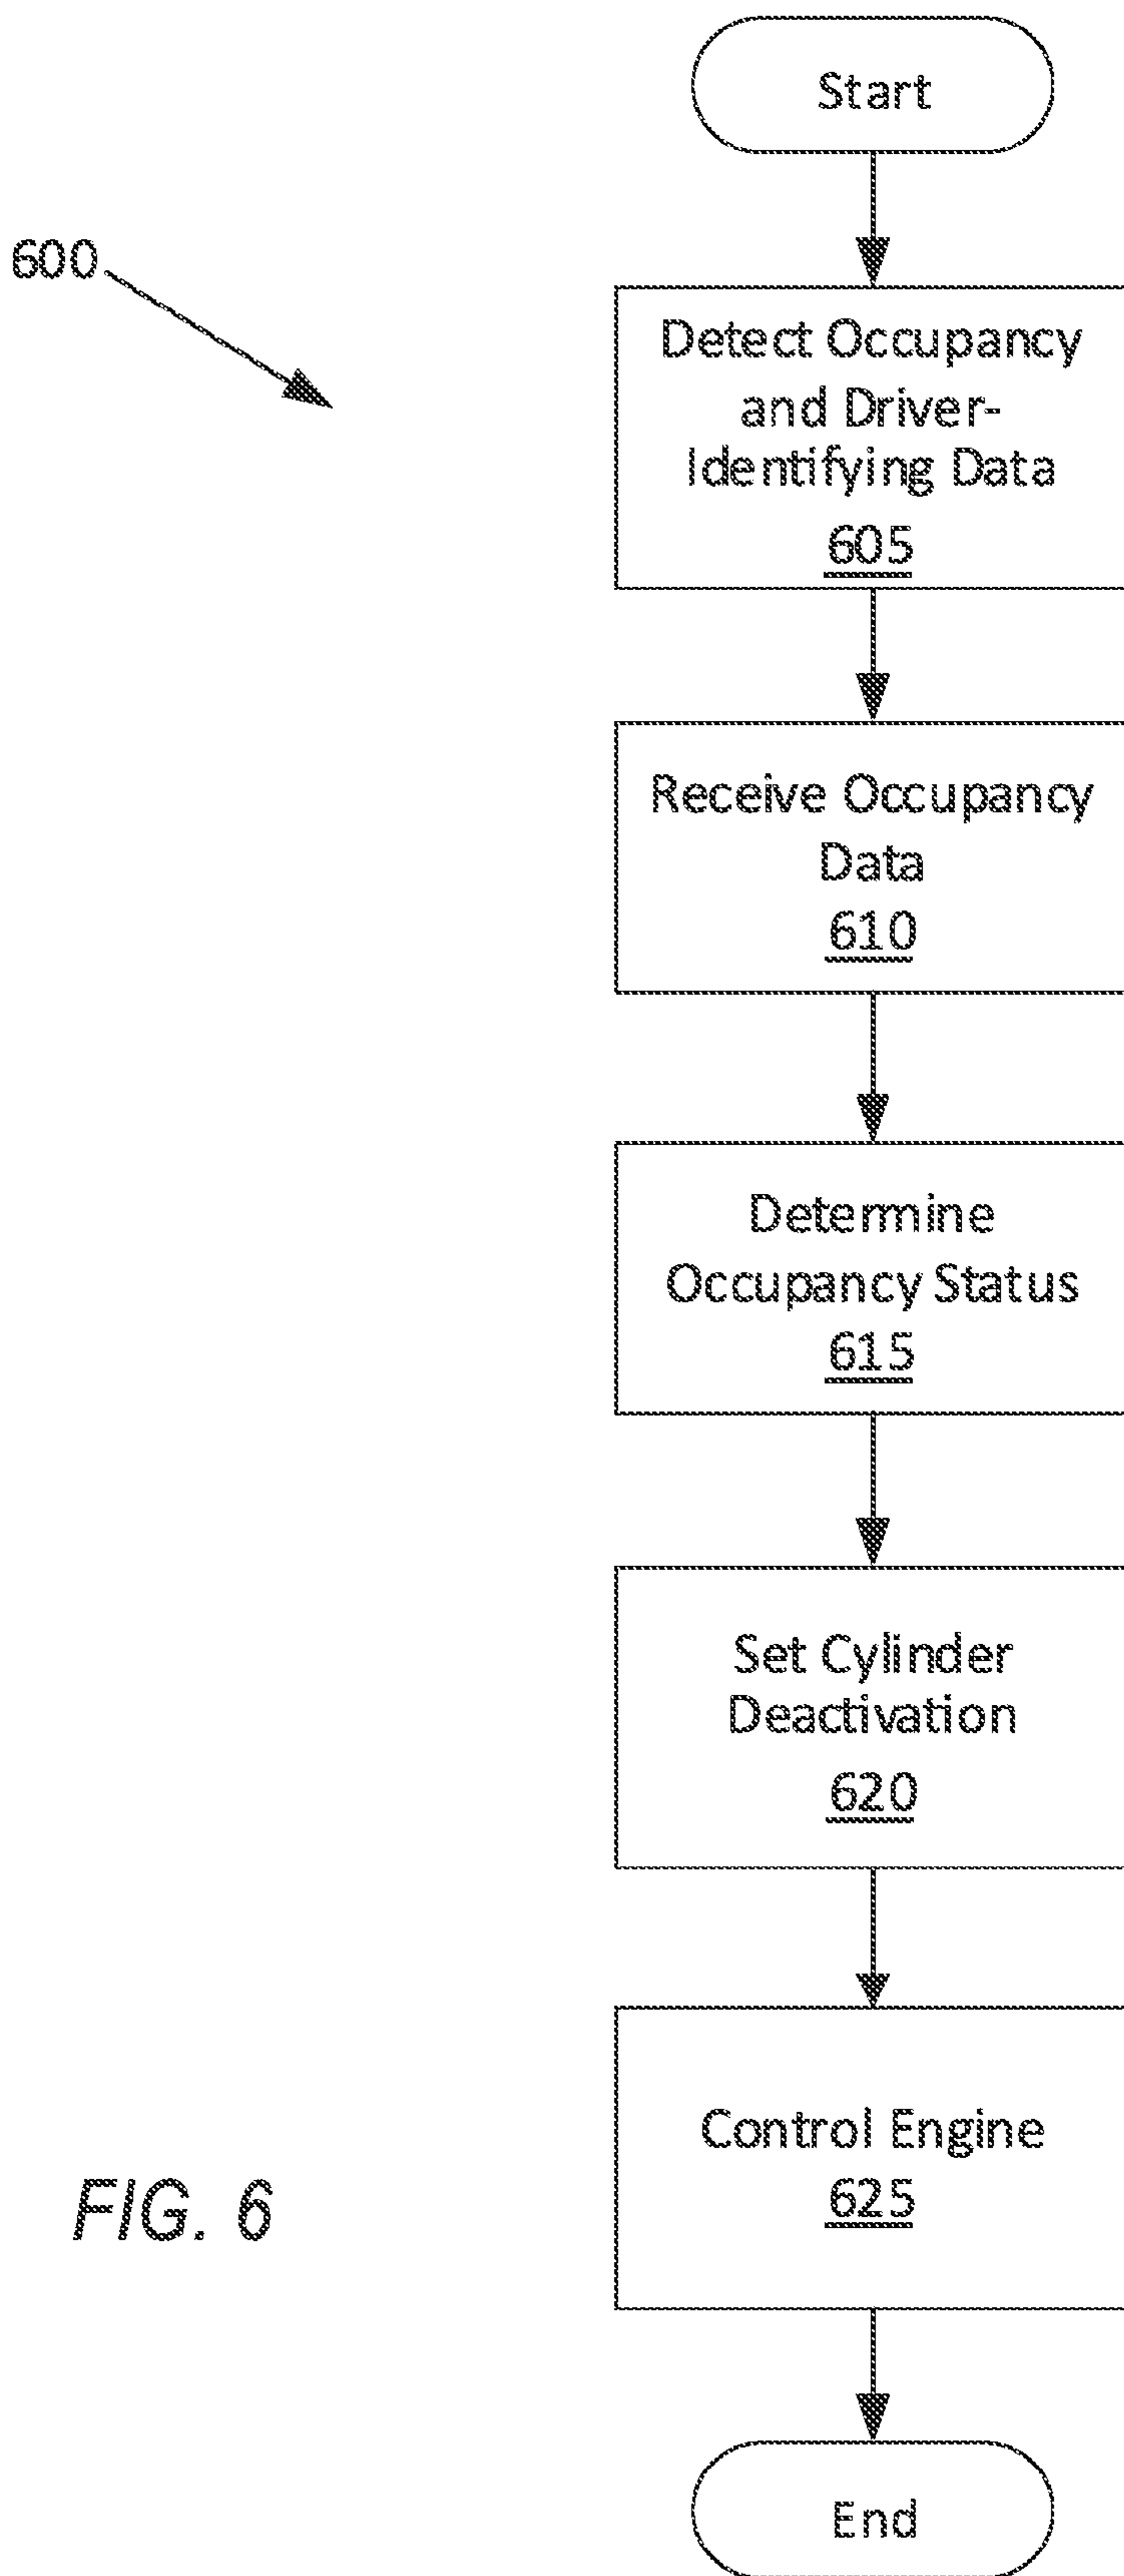 Start
600
Detect Occupancy
and Driver-
Identifying Data
605
Receive Occupancy
Data
610
Determine
Occupancy Status
615
Set Cylinder
Deactivation
620
Control Engine
625
FIG. 6
End